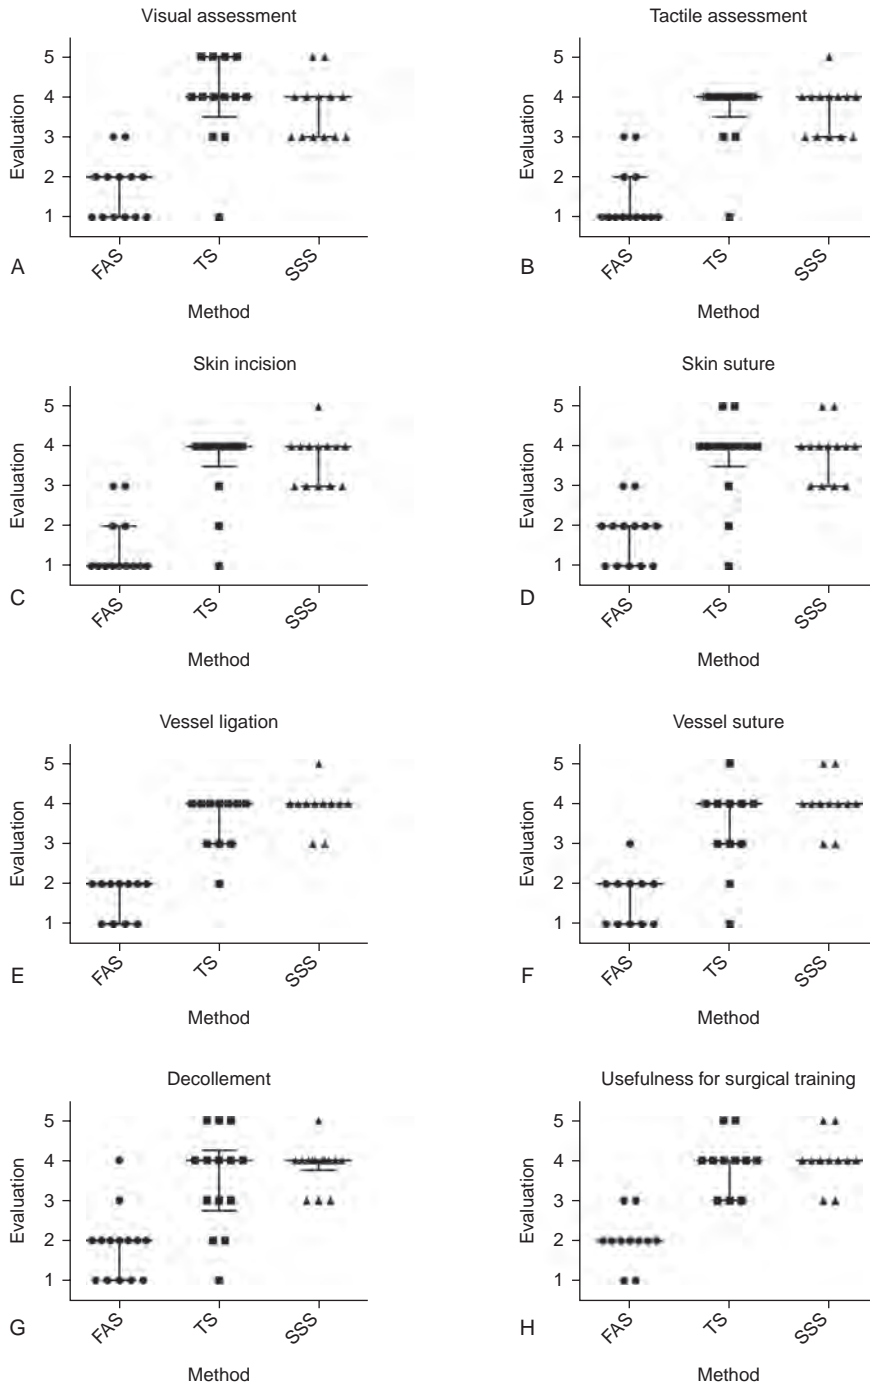 Visual assessment
5
4
3
2
1
Evaluation
FAS
TS
SSS
A
Method
Tactile assessment
5
4
3
2
1
Evaluation
FAS
TS
SSS
B
Method
Skin incision
5
4
3
2
1
Evaluation
FAS
TS
SSS
C
Method
Skin suture
5
4
3
2
1
Evaluation
FAS
TS
SSS
D
Method
Vessel ligation
5
4
3
2
1
Evaluation
FAS
TS
SSS
E
Method
Vessel suture
5
4
3
2
1
Evaluation
FAS
TS
SSS
F
Method
Decollement
5
4
3
2
1
Evaluation
FAS
TS
SSS
G
Method
Usefulness for surgical training
5
4
3
2
1
Evaluation
FAS
TS
SSS
H
Method